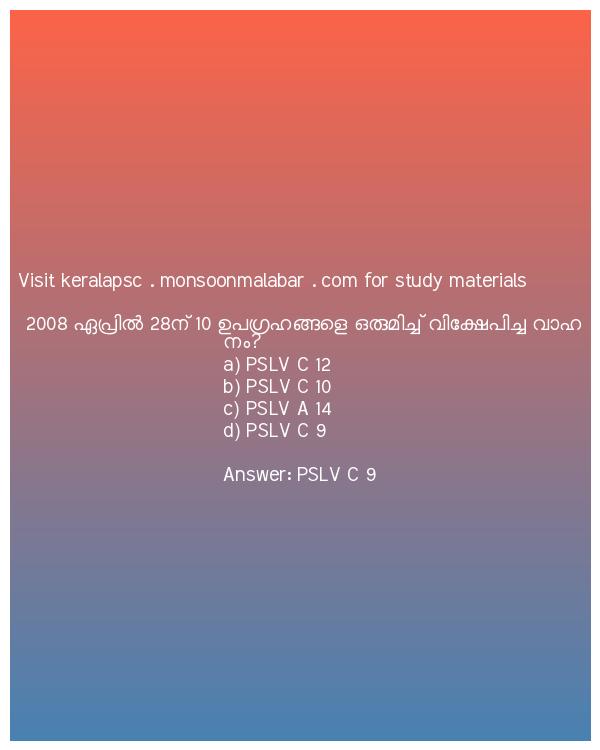 Visit keralapsc . monsoonmalabar . com for study materials
2008 ഏപ്രിൽ 28ന് 10 ഉപഗ്രഹങ്ങളെ ഒരുമിച്ച് വിക്ഷേപിച്ച വാഹ
നം?
a) PSLV C 12
b) PSLV C 10
c) PSLV A 14
d) PSLV C 9
Answer: PSLV C 9